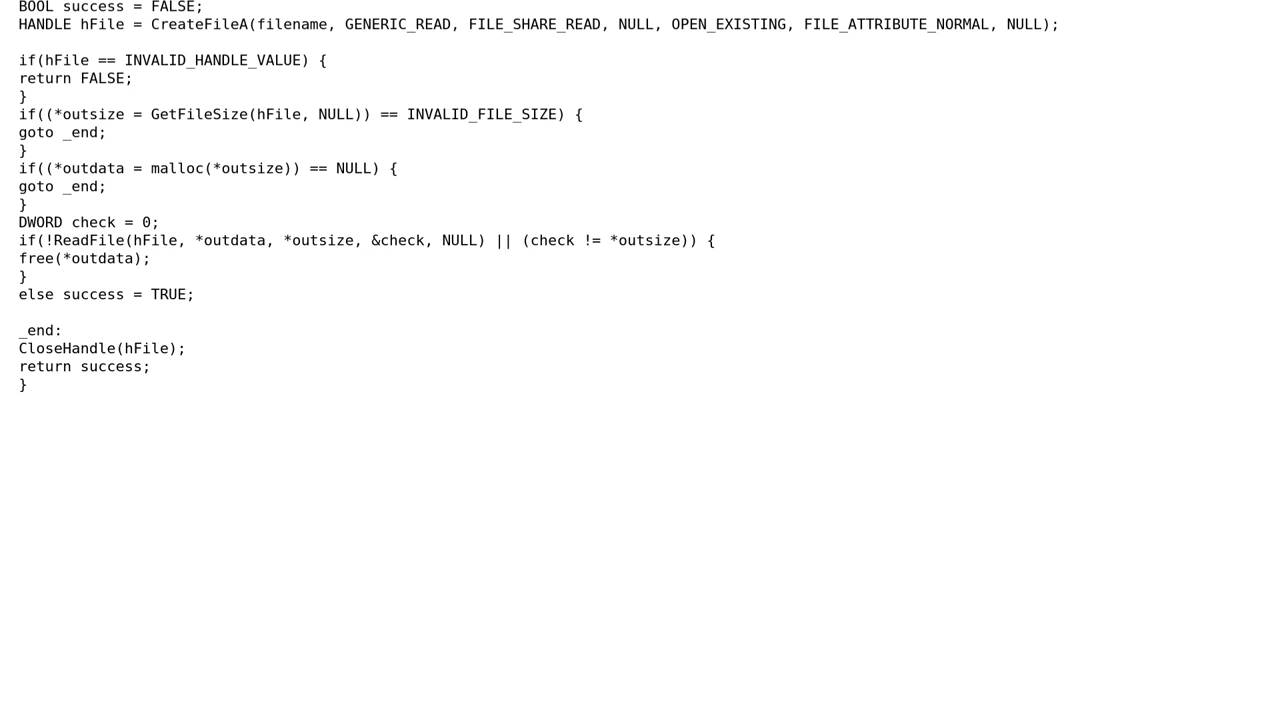 BOOL success = FALSE;
HANDLE hFile = CreateFileA(filename, GENERIC_READ, FILE_SHARE_READ, NULL, OPEN_EXISTING, FILE_ATTRIBUTE_NORMAL, NULL);
if(hFile == INVALID_HANDLE_VALUE) {
return FALSE;
}
if((*outsize = GetFileSize(hFile, NULL)) == INVALID_FILE_SIZE) {
goto _end;
}
if((*outdata = malloc(*outsize)) == NULL) {
goto _end;
}
DWORD check = 0;
if(!ReadFile(hFile, *outdata, *outsize, &check, NULL) || (check != *outsize)) {
free(*outdata);
}
else success = TRUE;
_end:
CloseHandle(hFile);
return success;
}